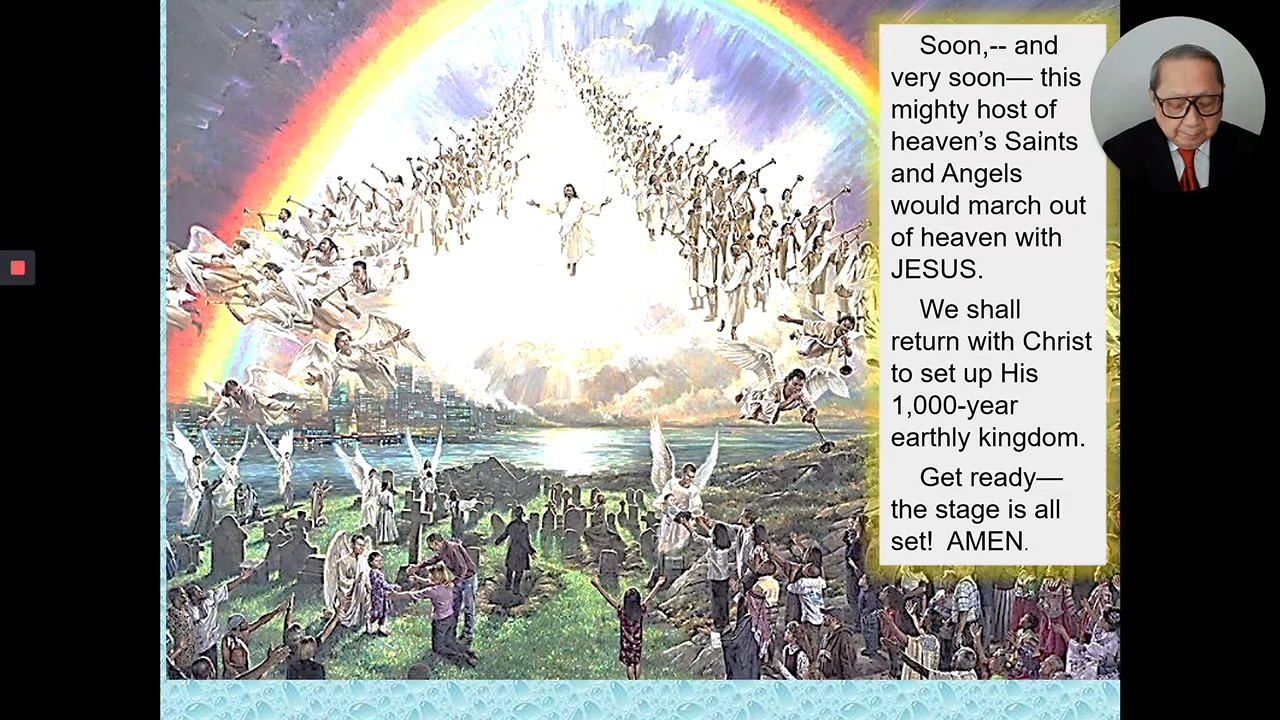 Soon,-- and
very soon— this
mighty host of
heaven’s Saints
and Angels
would march out
of heaven with
JESUS.
We shall
return with Christ
to set up His
1,000-year
earthly kingdom.
Get ready—
the stage is all
set!  AMEN.